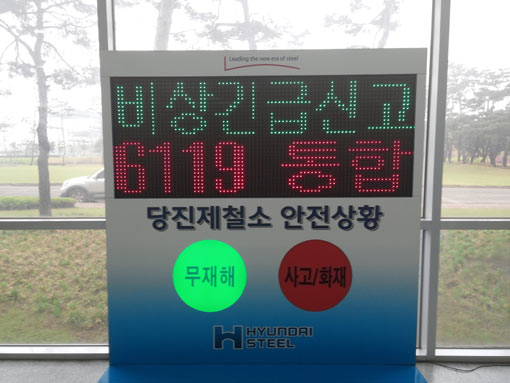 Leading the new era of steel
비상긴급신고
6119 통합
당진제철소 안전상황
무재해
사고/화재
HYUNDAI
STEEL